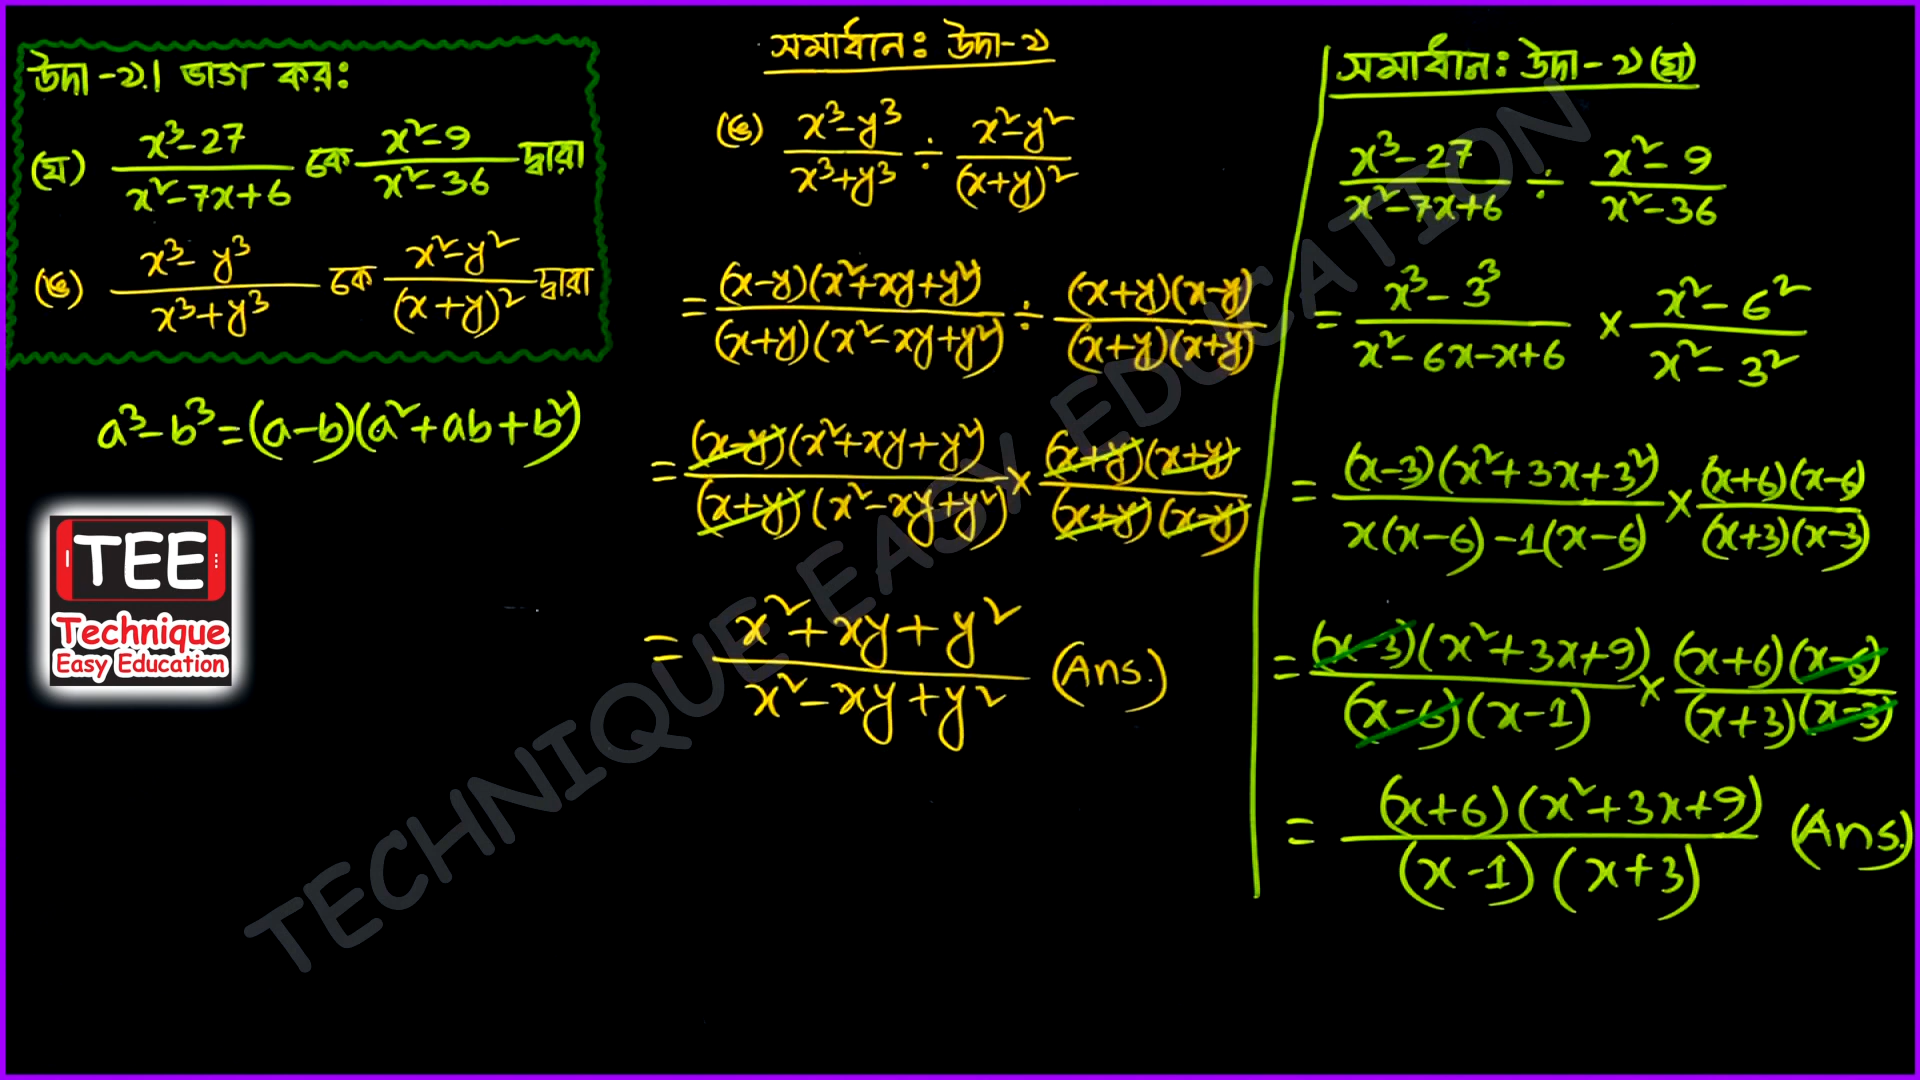 উদা-২। ভাগ কর:
(ঘ) x³-27 / x²-7x+6 কে x²-9 / x²-36 দ্বারা
(ঙ) x³-y³ / x³+y³ কে x²-y² / (x+y)² দ্বারা
a³-b³=(a-b)(a²+ab+b²)
TEE
Technique
Easy Education
সমাধান: উদা-২
(ঙ) x³-y³ / x³+y³ ÷ x²-y² / (x+y)²
= (x-y)(x²+xy+y²) / (x+y)(x²-xy+y²) ÷ (x+y)(x-y) / (x+y)(x+y)
= (x-y)(x²+xy+y²) / (x+y)(x²-xy+y²) × (x+y)(x+y) / (x+y)(x-y)
= x²+xy+y² / x²-xy+y² (Ans.)
সমাধান: উদা-২(ঘ)
x³-27 / x²-7x+6 ÷ x²-9 / x²-36
= x³-3³ / x²-6x-x+6 × x²-6² / x²-3²
= (x-3)(x²+3x+3²) / x(x-6)-1(x-6) × (x+6)(x-6) / (x+3)(x-3)
= (x-3)(x²+3x+9) / (x-6)(x-1) × (x+6)(x-6) / (x+3)(x-3)
= (x+6)(x²+3x+9) / (x-1)(x+3) (Ans.)
TECHNIQUE EASY EDUCATION